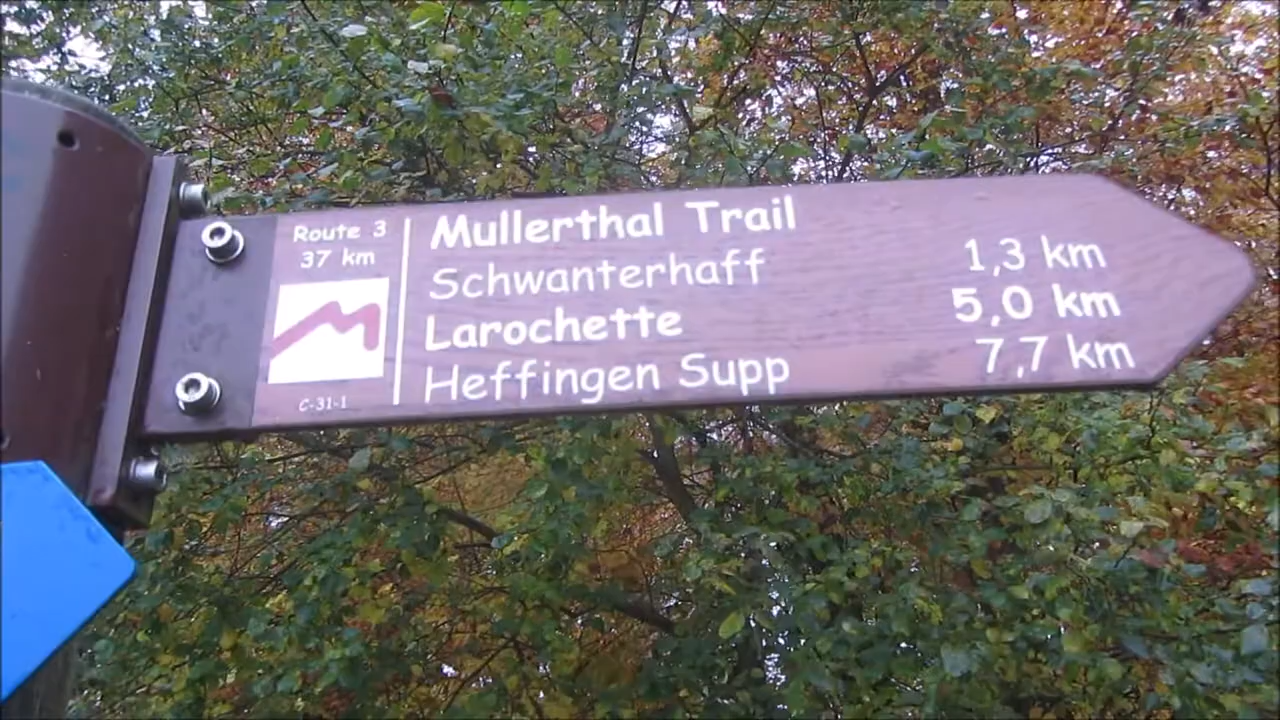 Route 3
37 km
C-31-1
Mullerthal Trail
Schwanterhaff 1,3 km
Larochette 5,0 km
Heffingen Supp 7,7 km